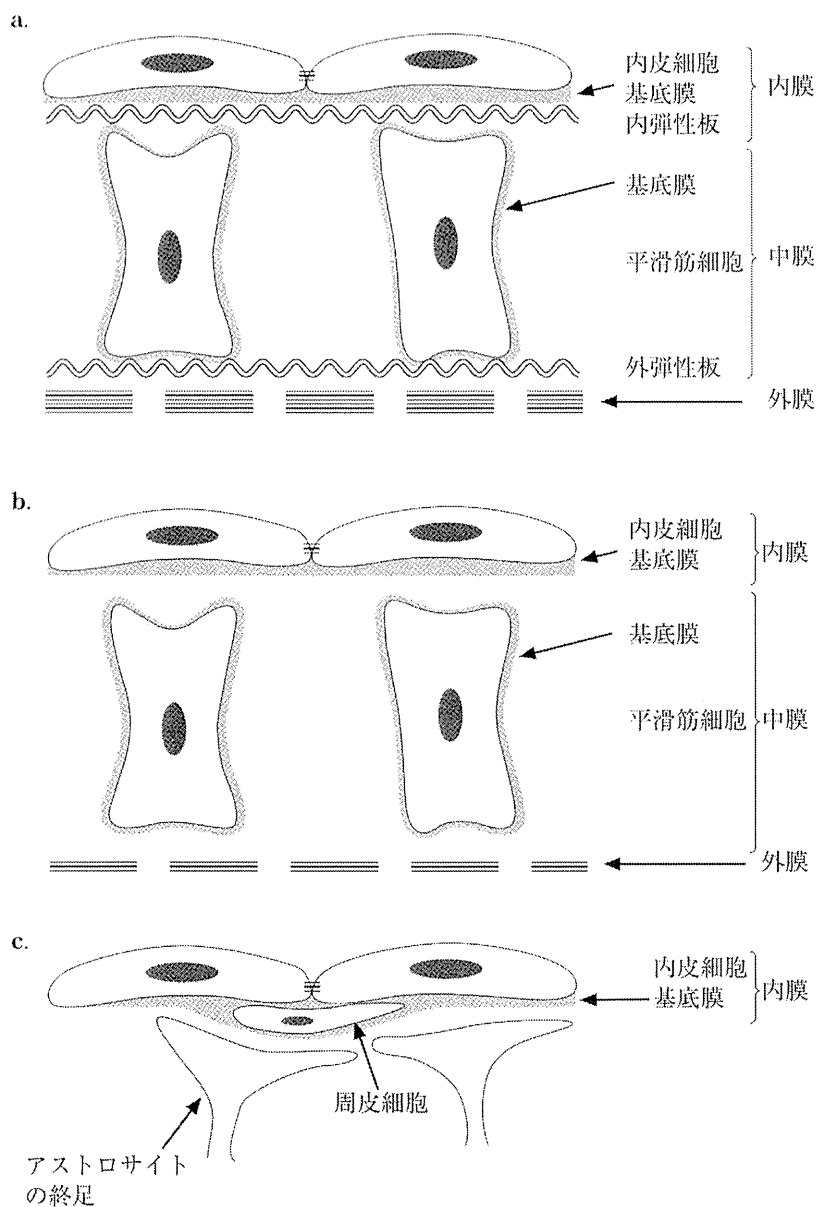 a.
内皮細胞
基底膜
内弾性板
内膜
基底膜
平滑筋細胞
中膜
外弾性板
外膜
b.
内皮細胞
基底膜
内膜
基底膜
平滑筋細胞
中膜
外膜
c.
内皮細胞
基底膜
内膜
周皮細胞
アストロサイト
の終足